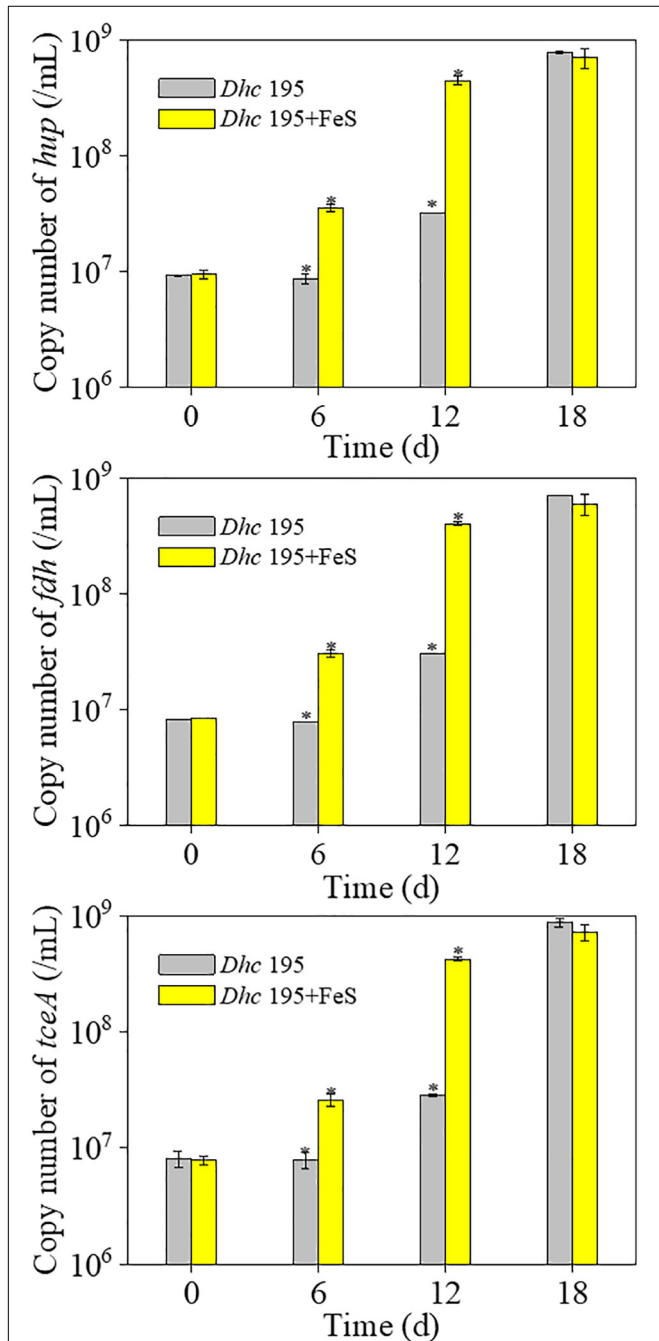 Copy number of hup (/mL)
10⁹
10⁸
10⁷
10⁶
Dhc 195
Dhc 195+FeS
*
*
*
*
0 6 12 18
Time (d)
Copy number of fdh (/mL)
10⁹
10⁸
10⁷
10⁶
Dhc 195
Dhc 195+FeS
*
*
*
*
0 6 12 18
Time (d)
Copy number of tceA (/mL)
10⁹
10⁸
10⁷
10⁶
Dhc 195
Dhc 195+FeS
*
*
*
*
0 6 12 18
Time (d)